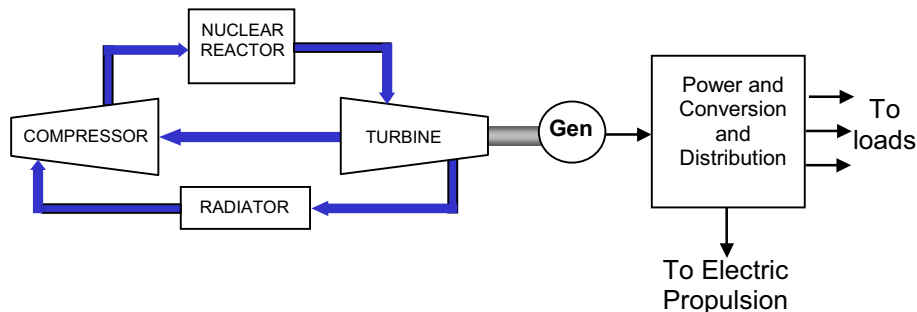 NUCLEAR
REACTOR
COMPRESSOR
TURBINE
Gen
RADIATOR
Power and
Conversion
and
Distribution
To
loads
To Electric
Propulsion